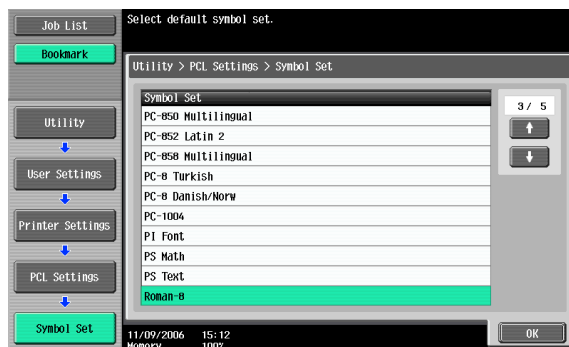 Job List
Bookmark
Utility
User Settings
Printer Settings
PCL Settings
Symbol Set
Select default symbol set.
Utility > PCL Settings > Symbol Set
Symbol Set
PC-850 Multilingual
PC-852 Latin 2
PC-858 Multilingual
PC-8 Turkish
PC-8 Danish/Norw
PC-1004
PI Font
PS Math
PS Text
Roman-8
3/ 5
11/09/2006 15:12
Memory 100%
OK